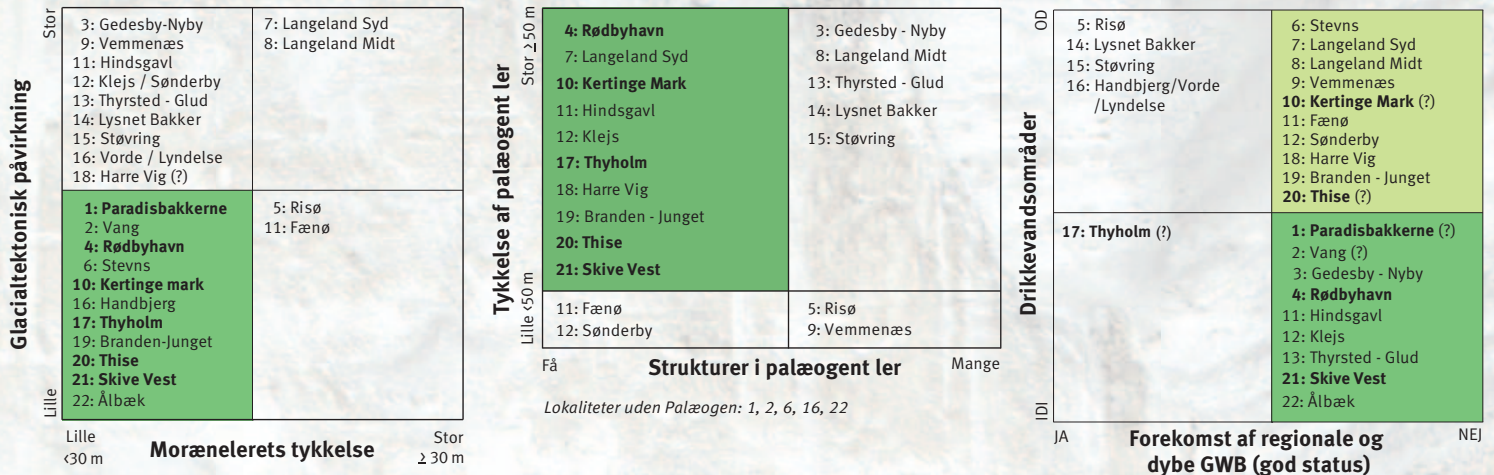 Glacialtektonisk påvirkning
Stor
Lille
3: Gedesby-Nyby
9: Vemmenæs
11: Hindsgavl
12: Klejs / Sønderby
13: Thyrsted - Glud
14: Lysnet Bakker
15: Støvring
16: Vorde / Lyndelse
18: Harre Vig (?)
7: Langeland Syd
8: Langeland Midt
1: Paradisbakkerne
2: Vang
4: Rødbyhavn
6: Stevns
10: Kertinge mark
16: Handbjerg
17: Thyholm
19: Branden-Junget
20: Thise
21: Skive Vest
22: Ålbæk
5: Risø
11: Fænø
Lille
<30 m
Morænelerets tykkelse
Stor
≥ 30 m
Tykkelse af palæogent ler
Stor ≥50 m
Lille <50 m
4: Rødbyhavn
7: Langeland Syd
10: Kertinge Mark
11: Hindsgavl
12: Klejs
17: Thyholm
18: Harre Vig
19: Branden - Junget
20: Thise
21: Skive Vest
3: Gedesby - Nyby
8: Langeland Midt
13: Thyrsted - Glud
14: Lysnet Bakker
15: Støvring
11: Fænø
12: Sønderby
5: Risø
9: Vemmenæs
Få
Strukturer i palæogent ler
Mange
Lokaliteter uden Palæogen: 1, 2, 6, 16, 22
Drikkevandsområder
OD
IDI
5: Risø
14: Lysnet Bakker
15: Støvring
16: Handbjerg/Vorde
/Lyndelse
6: Stevns
7: Langeland Syd
8: Langeland Midt
9: Vemmenæs
10: Kertinge Mark (?)
11: Fænø
12: Sønderby
18: Harre Vig
19: Branden - Junget
20: Thise (?)
17: Thyholm (?)
1: Paradisbakkerne (?)
2: Vang (?)
3: Gedesby - Nyby
4: Rødbyhavn
11: Hindsgavl
12: Klejs
13: Thyrsted - Glud
21: Skive Vest
22: Ålbæk
JA
Forekomst af regionale og
dybe GWB (god status)
NEJ